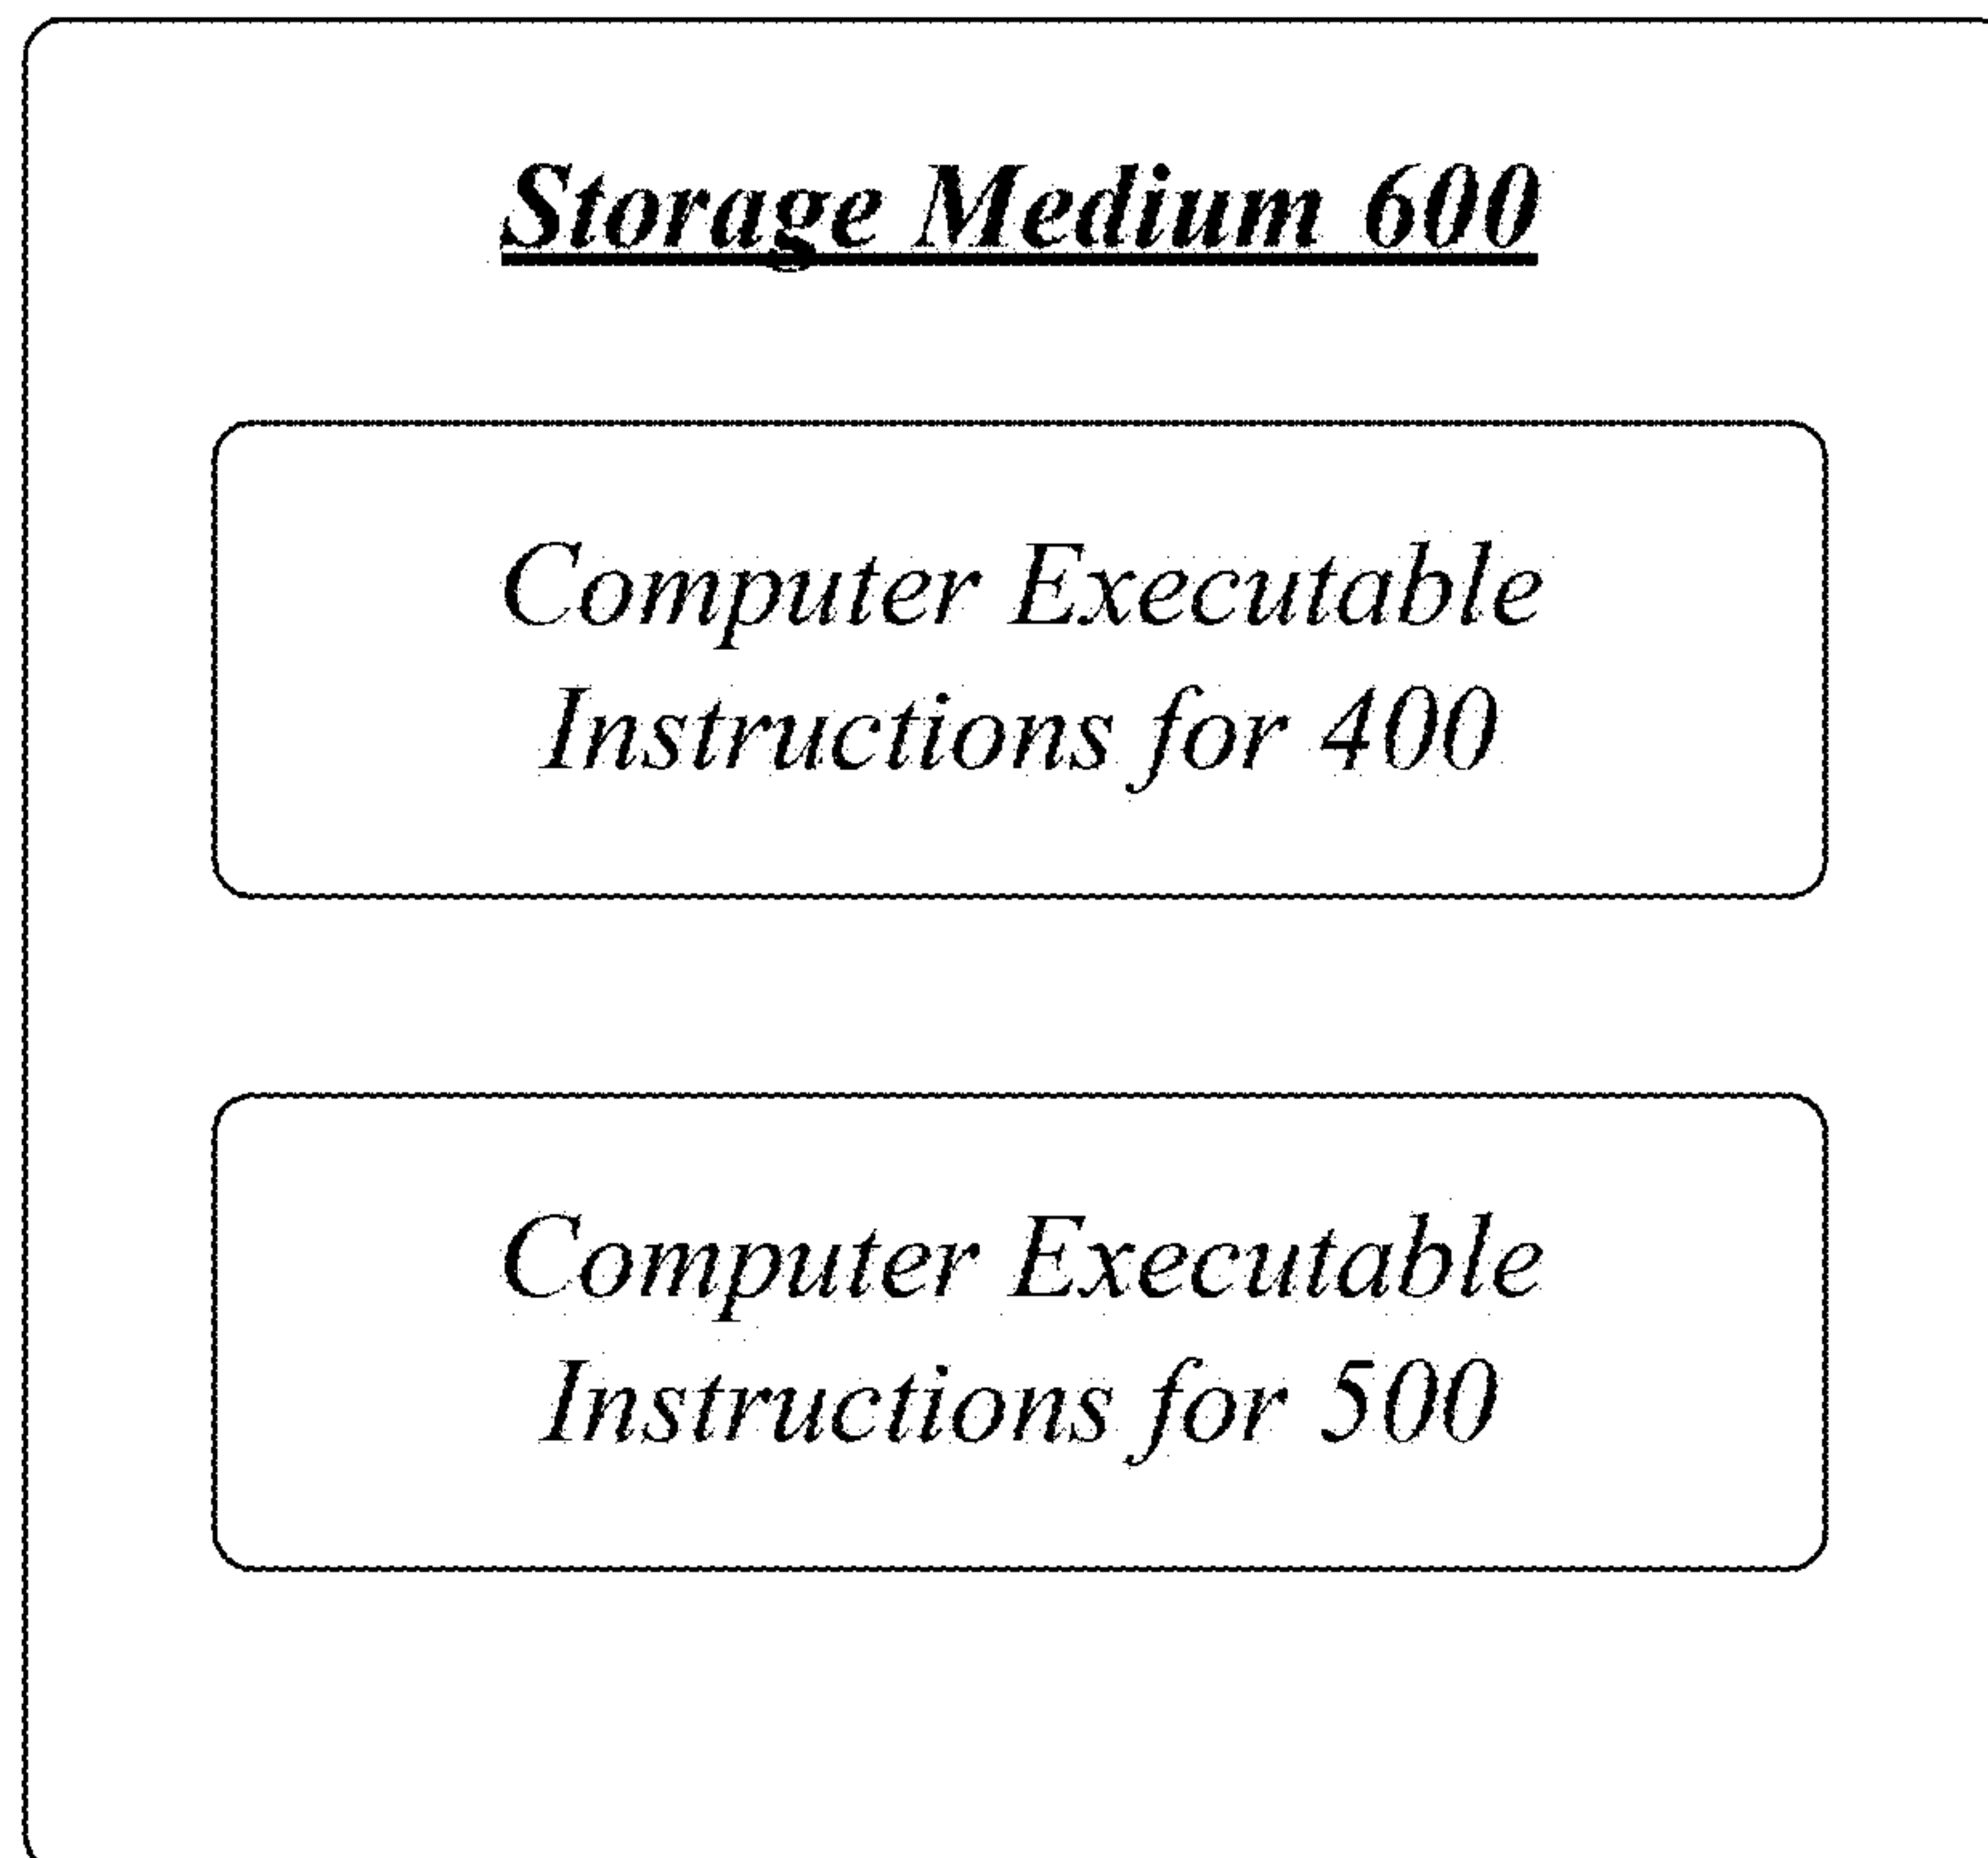 Storage Medium 600
Computer Executable
Instructions for 400
Computer Executable
Instructions for 500